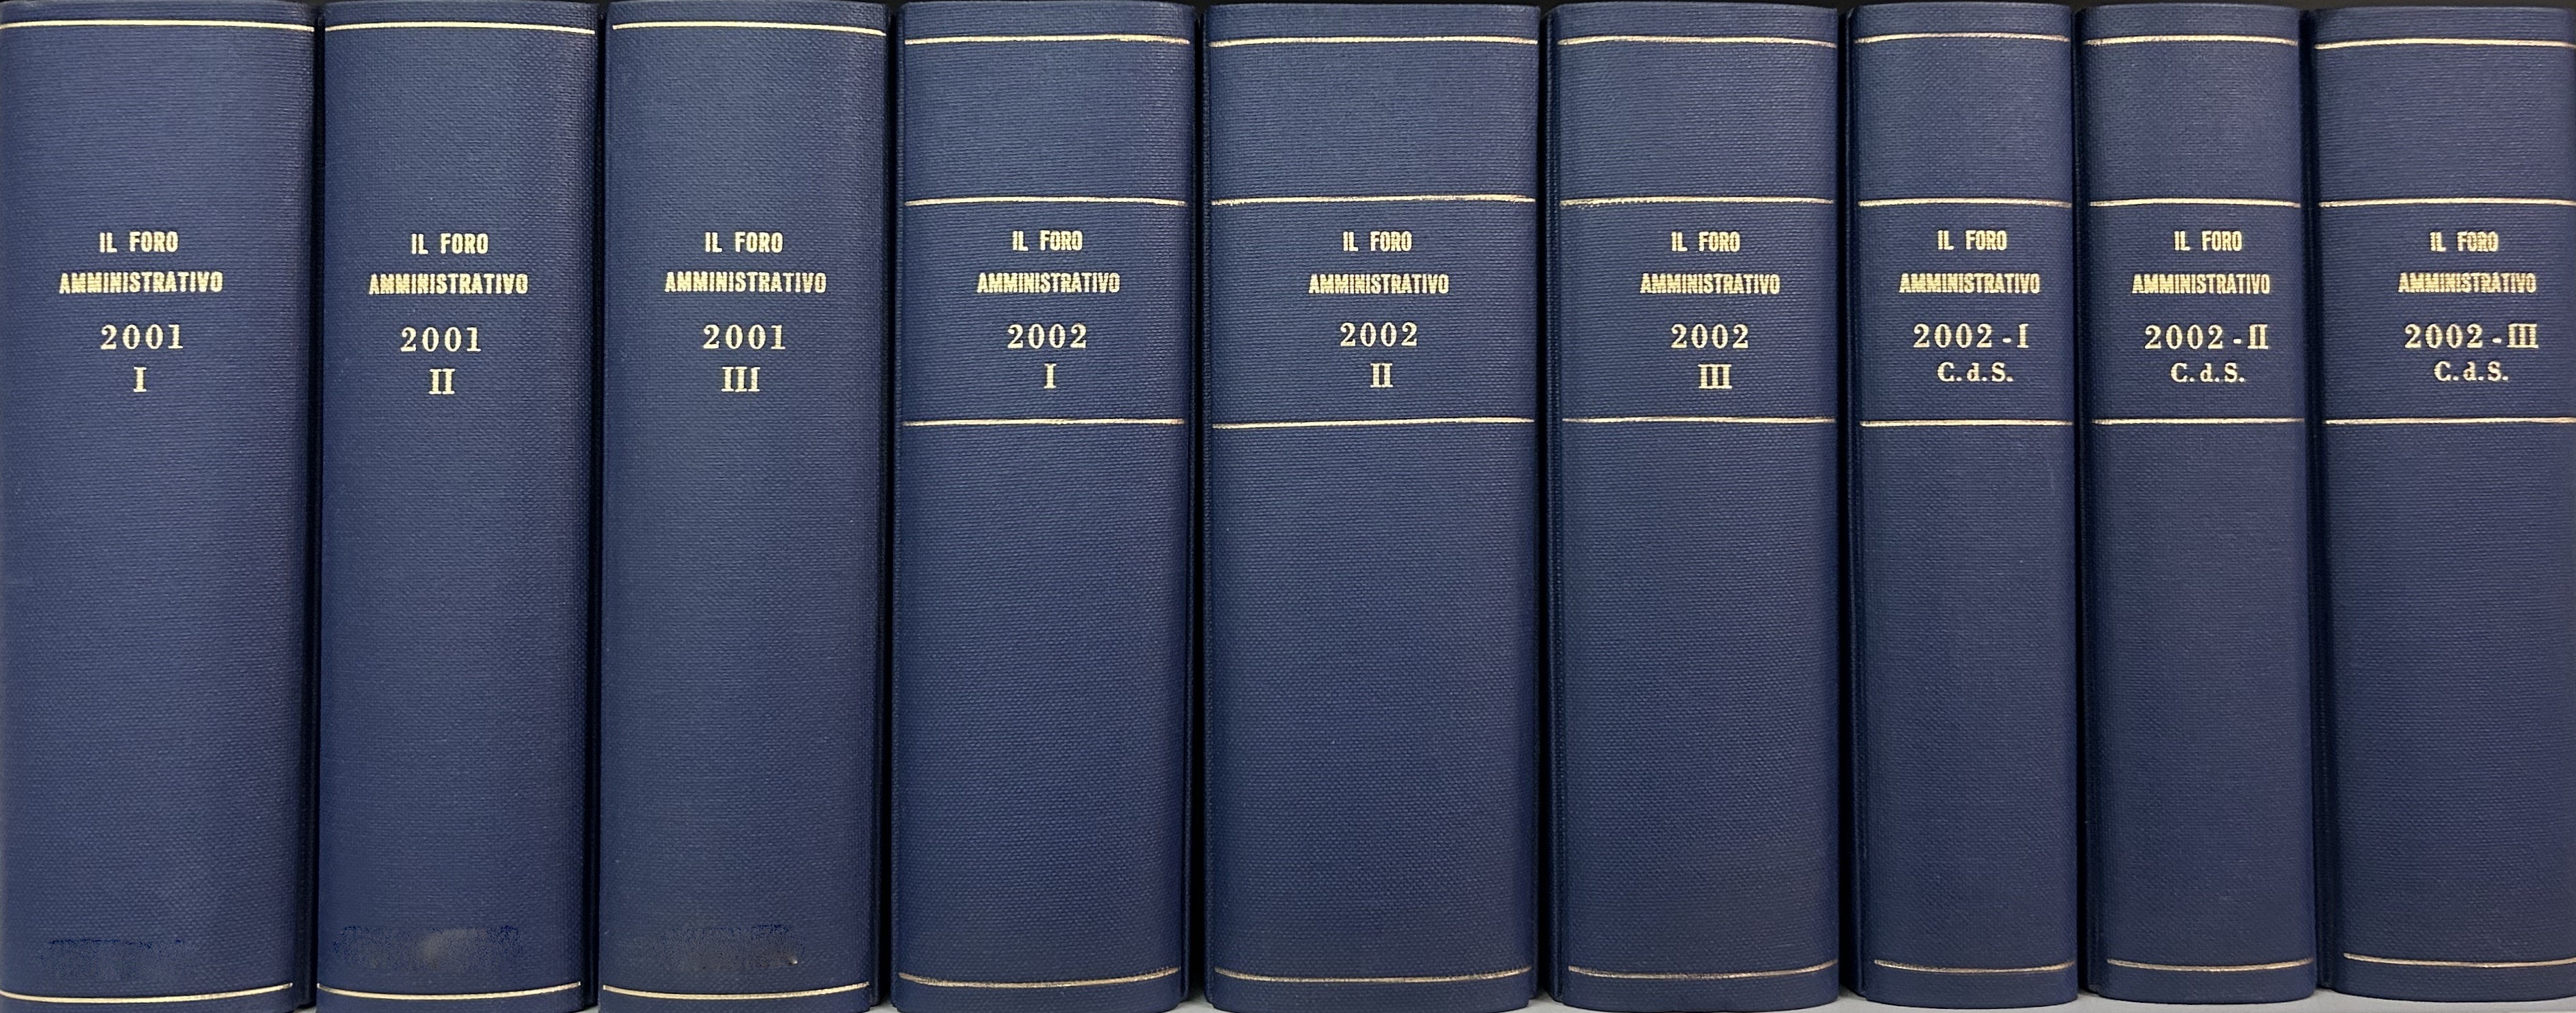 IL FORO
AMMINISTRATIVO
2001
I
IL FORO
AMMINISTRATIVO
2001
II
IL FORO
AMMINISTRATIVO
2001
III
IL FORO
AMMINISTRATIVO
2002
I
IL FORO
AMMINISTRATIVO
2002
II
IL FORO
AMMINISTRATIVO
2002
III
IL FORO
AMMINISTRATIVO
2002-I
C.d.S.
IL FORO
AMMINISTRATIVO
2002-II
C.d.S.
IL FORO
AMMINISTRATIVO
2002-III
C.d.S.